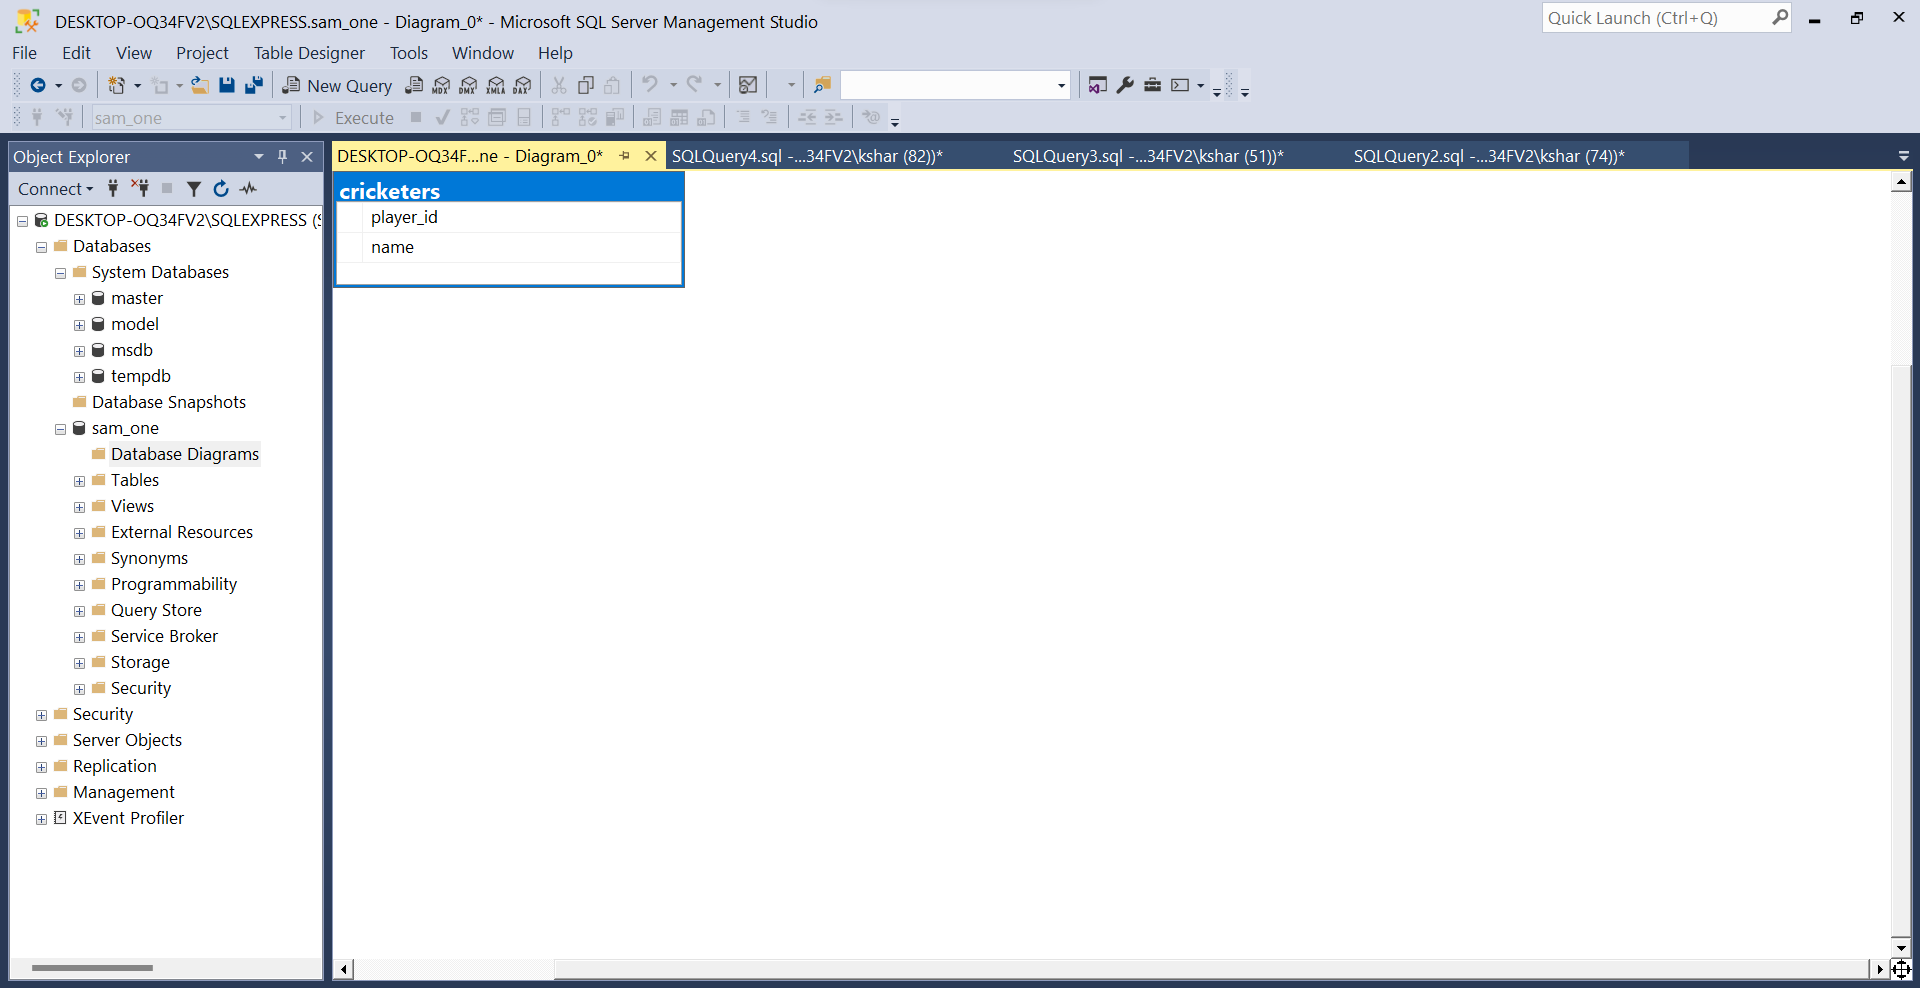 DESKTOP-OQ34FV2\SQLEXPRESS.sam_one - Diagram_0* - Microsoft SQL Server Management Studio
Quick Launch (Ctrl+Q)
File Edit View Project Table Designer Tools Window Help
New Query MDX DMX XMLA DAX
sam_one Execute
Object Explorer
DESKTOP-OQ34F...ne - Diagram_0* SQLQuery4.sql -...34FV2\kshar (82))* SQLQuery3.sql -...34FV2\kshar (51))* SQLQuery2.sql -...34FV2\kshar (74))*
Connect
DESKTOP-OQ34FV2\SQLEXPRESS (S
Databases
System Databases
master
model
msdb
tempdb
Database Snapshots
sam_one
Database Diagrams
Tables
Views
External Resources
Synonyms
Programmability
Query Store
Service Broker
Storage
Security
Security
Server Objects
Replication
Management
XEvent Profiler
cricketers
player_id
name